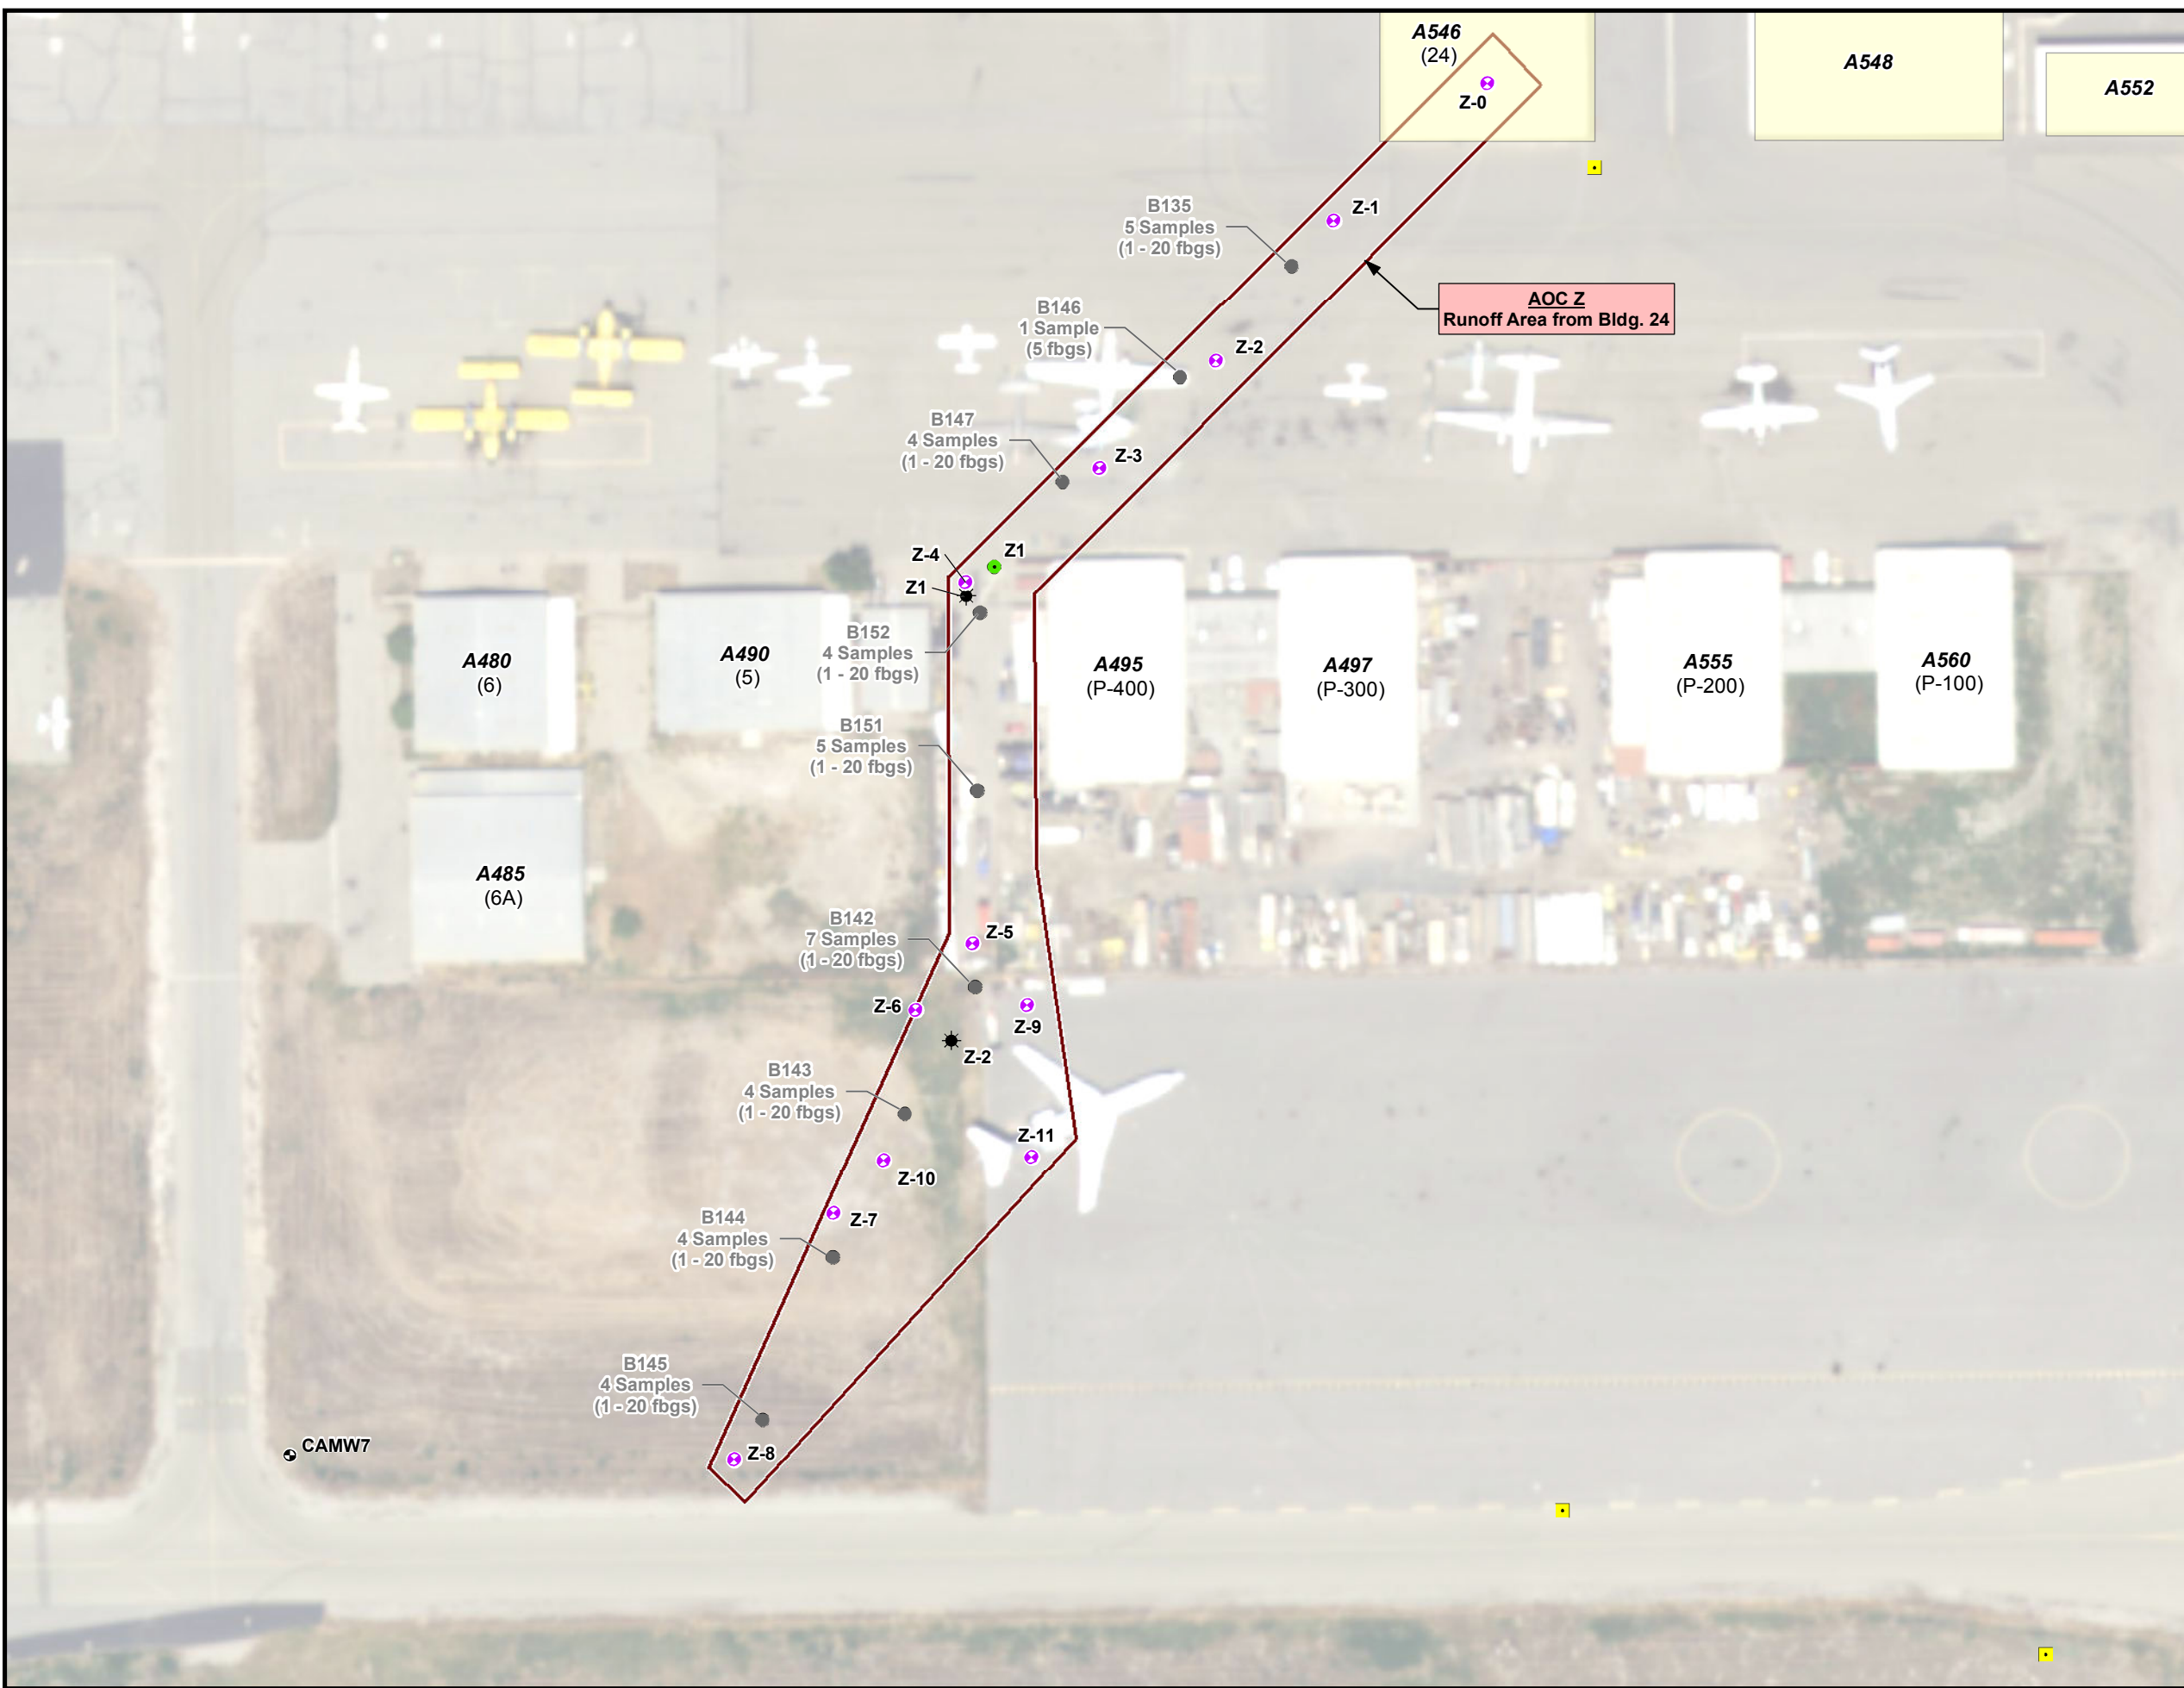 A546
(24)
Z-0
A548
A552
B135
5 Samples
(1 - 20 fbgs)
Z-1
AOC Z
Runoff Area from Bldg. 24
B146
1 Sample
(5 fbgs)
Z-2
B147
4 Samples
(1 - 20 fbgs)
Z-3
Z-4
Z1
Z1
B152
4 Samples
(1 - 20 fbgs)
A480
(6)
A490
(5)
A495
(P-400)
A497
(P-300)
A555
(P-200)
A560
(P-100)
B151
5 Samples
(1 - 20 fbgs)
A485
(6A)
B142
7 Samples
(1 - 20 fbgs)
Z-5
Z-6
Z-9
Z-2
B143
4 Samples
(1 - 20 fbgs)
Z-11
Z-10
B144
4 Samples
(1 - 20 fbgs)
Z-7
B145
4 Samples
(1 - 20 fbgs)
CAMW7
Z-8